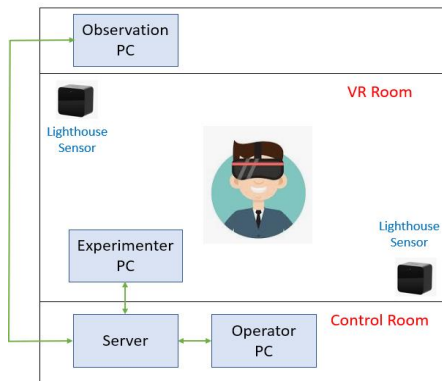 Observation
PC
VR Room
Lighthouse
Sensor
Lighthouse
Sensor
Experimenter
PC
Control Room
Server
Operator
PC